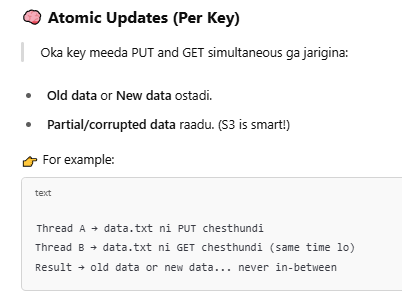 🧠 Atomic Updates (Per Key)
Oka key meeda PUT and GET simultaneous ga jarigina:
• Old data or New data ostadi.
• Partial/corrupted data raadu. (S3 is smart!)
👉 For example:
text
Thread A → data.txt ni PUT chesthundi
Thread B → data.txt ni GET chesthundi (same time lo)
Result → old data or new data... never in-between